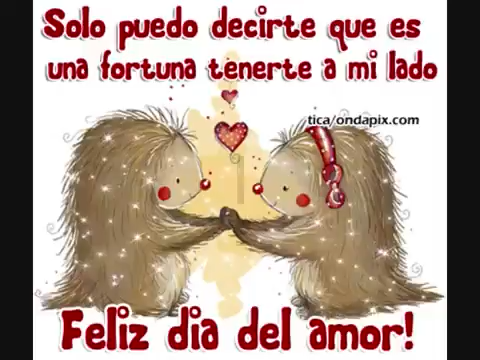 Solo puedo decirte que es
una fortuna tenerte a mi lado
tica/ondapix.com
Feliz dia del amor!